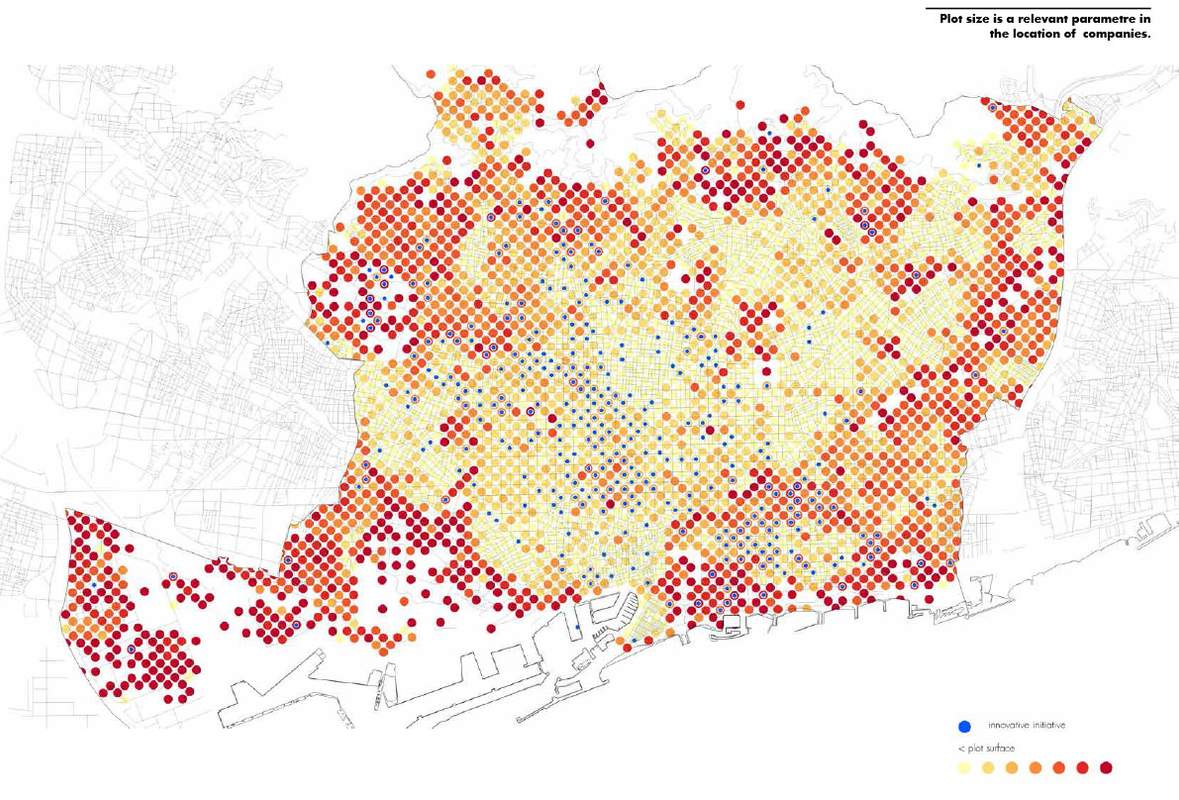 Plot size is a relevant parametre in
the location of companies.
innovative initiative
< plot surface